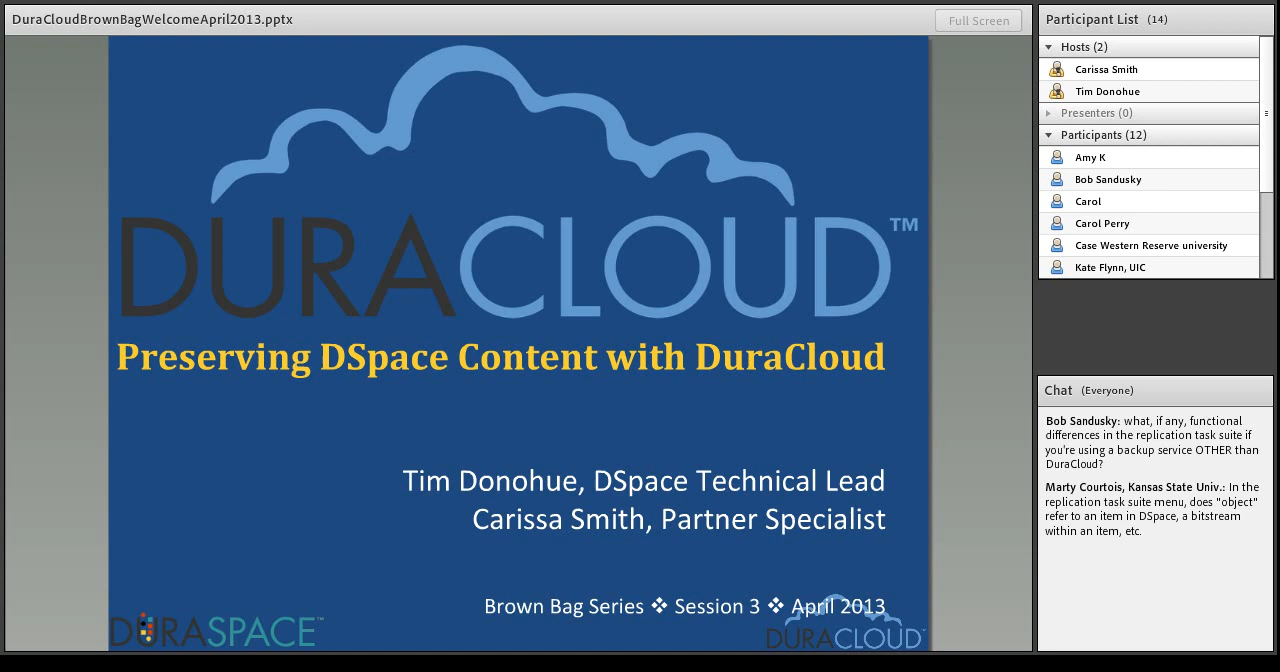 DuraCloudBrownBagWelcomeApril2013.pptx
Full Screen
DURACLOUD™
Preserving DSpace Content with DuraCloud
Tim Donohue, DSpace Technical Lead
Carissa Smith, Partner Specialist
Brown Bag Series ❖ Session 3 ❖ April 2013
DURASPACE™
DURACLOUD™
Participant List (14)
Hosts (2)
Carissa Smith
Tim Donohue
Presenters (0)
Participants (12)
Amy K
Bob Sandusky
Carol
Carol Perry
Case Western Reserve university
Kate Flynn, UIC
Chat (Everyone)
Bob Sandusky: what, if any, functional
differences in the replication task suite if
you're using a backup service OTHER than
DuraCloud?
Marty Courtois, Kansas State Univ.: In the
replication task suite menu, does "object"
refer to an item in DSpace, a bitstream
within an item, etc.